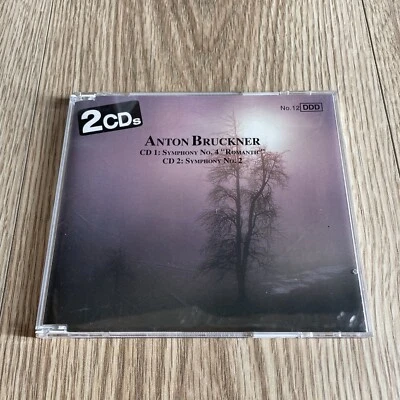 2CDs
No.12 DDD
ANTON BRUCKNER
CD 1: SYMPHONY NO. 4 "ROMANTIC"
CD 2: SYMPHONY NO. 2